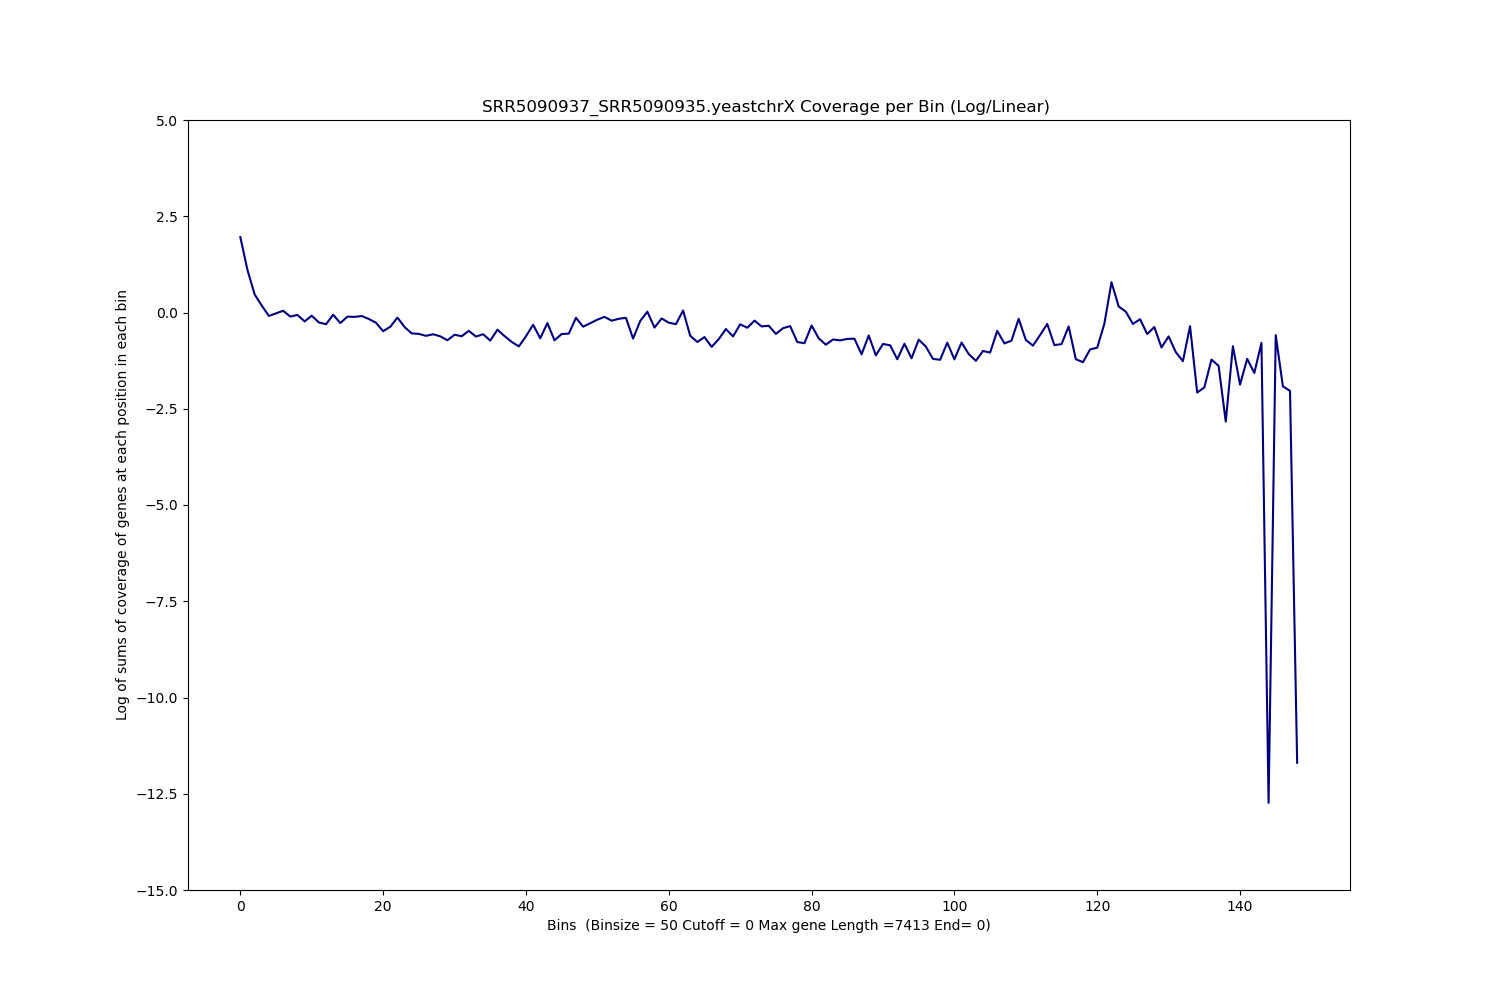 SRR5090937_SRR5090935.yeastchrX Coverage per Bin (Log/Linear)
5.0
2.5
0.0
−2.5
−5.0
−7.5
−10.0
−12.5
−15.0
Log of sums of coverage of genes at each position in each bin
0 20 40 60 80 100 120 140
Bins  (Binsize = 50 Cutoff = 0 Max gene Length =7413 End= 0)